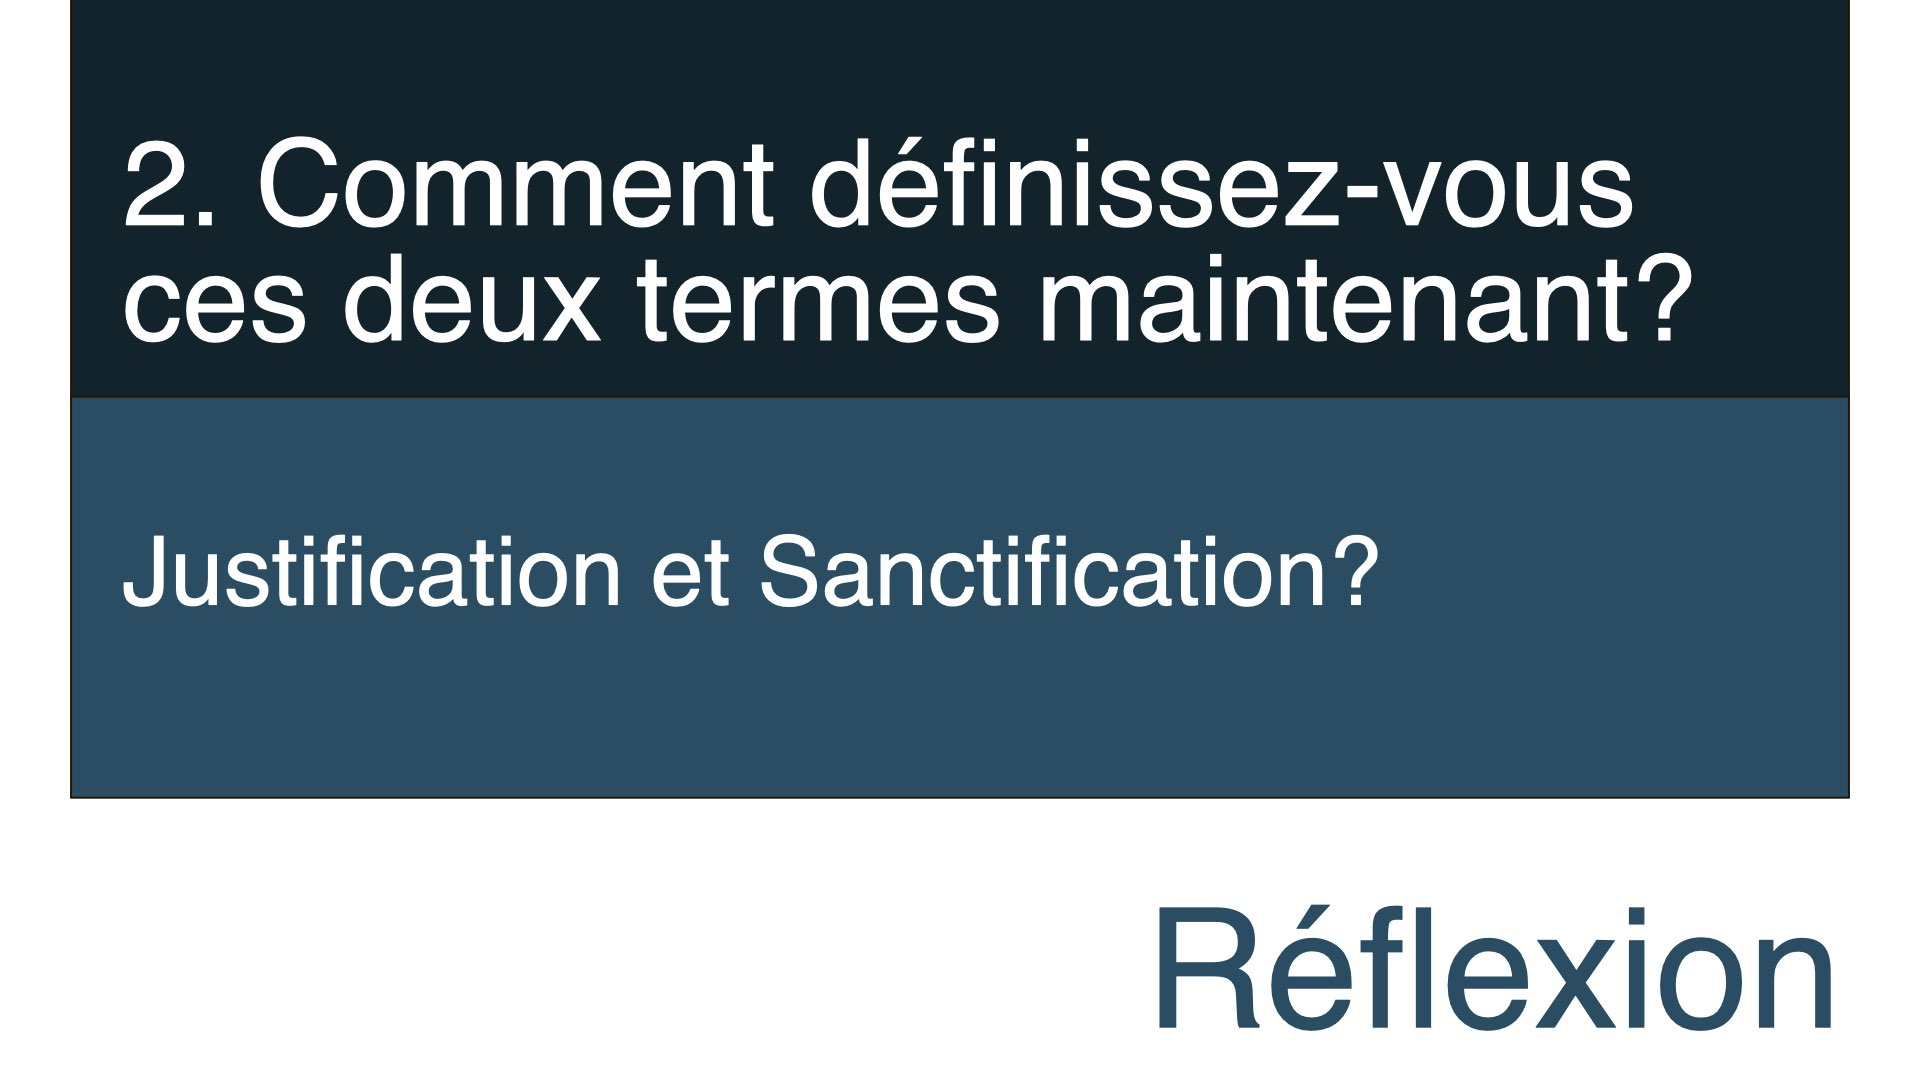 2. Comment définissez-vous
ces deux termes maintenant?
Justification et Sanctification?
Réflexion